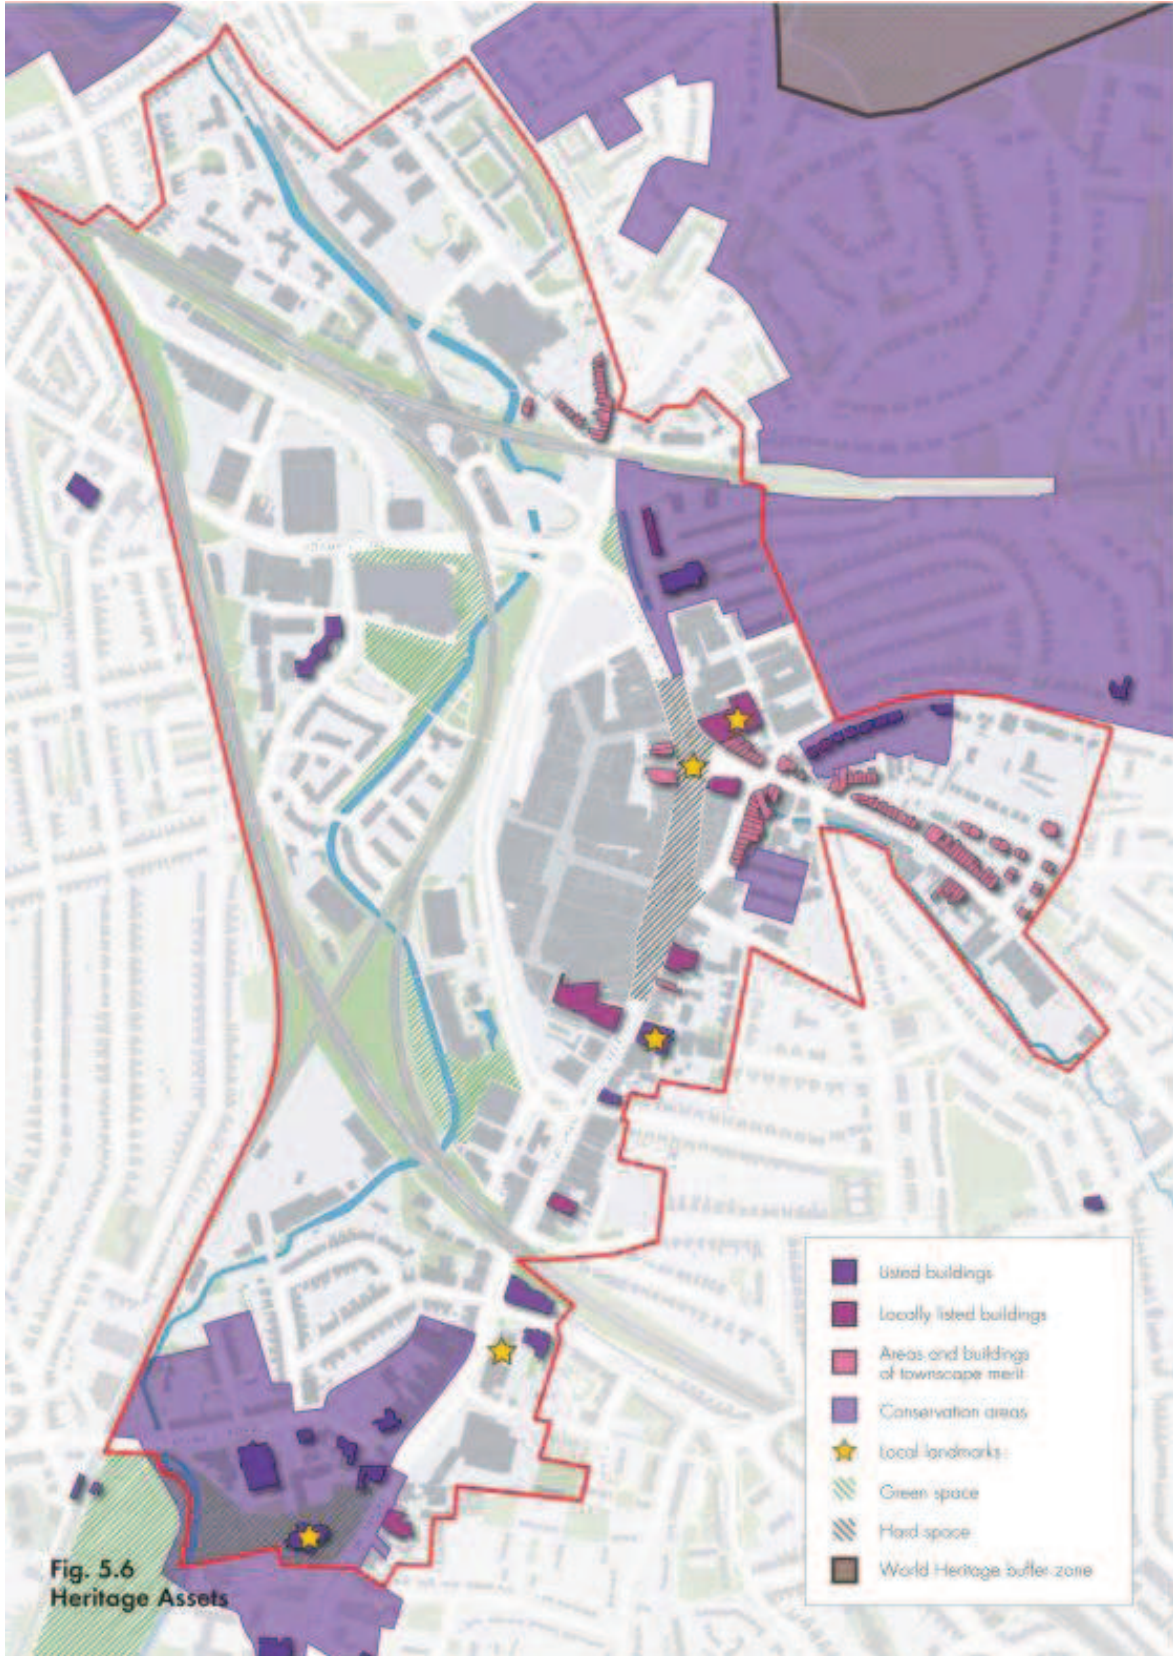 Listed buildings
Locally listed buildings
Areas and buildings
of townscape merit
Conservation areas
Local landmarks
Green space
Hard space
World Heritage buffer zone
Fig. 5.6
Heritage Assets